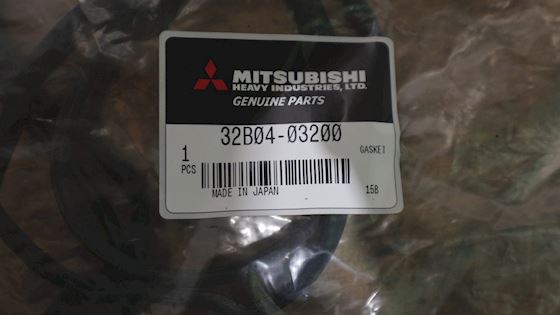 MITSUBISHI
HEAVY INDUSTRIES, LTD.
GENUINE PARTS
32B04-03200
1
PCS
GASKET
MADE IN JAPAN
158